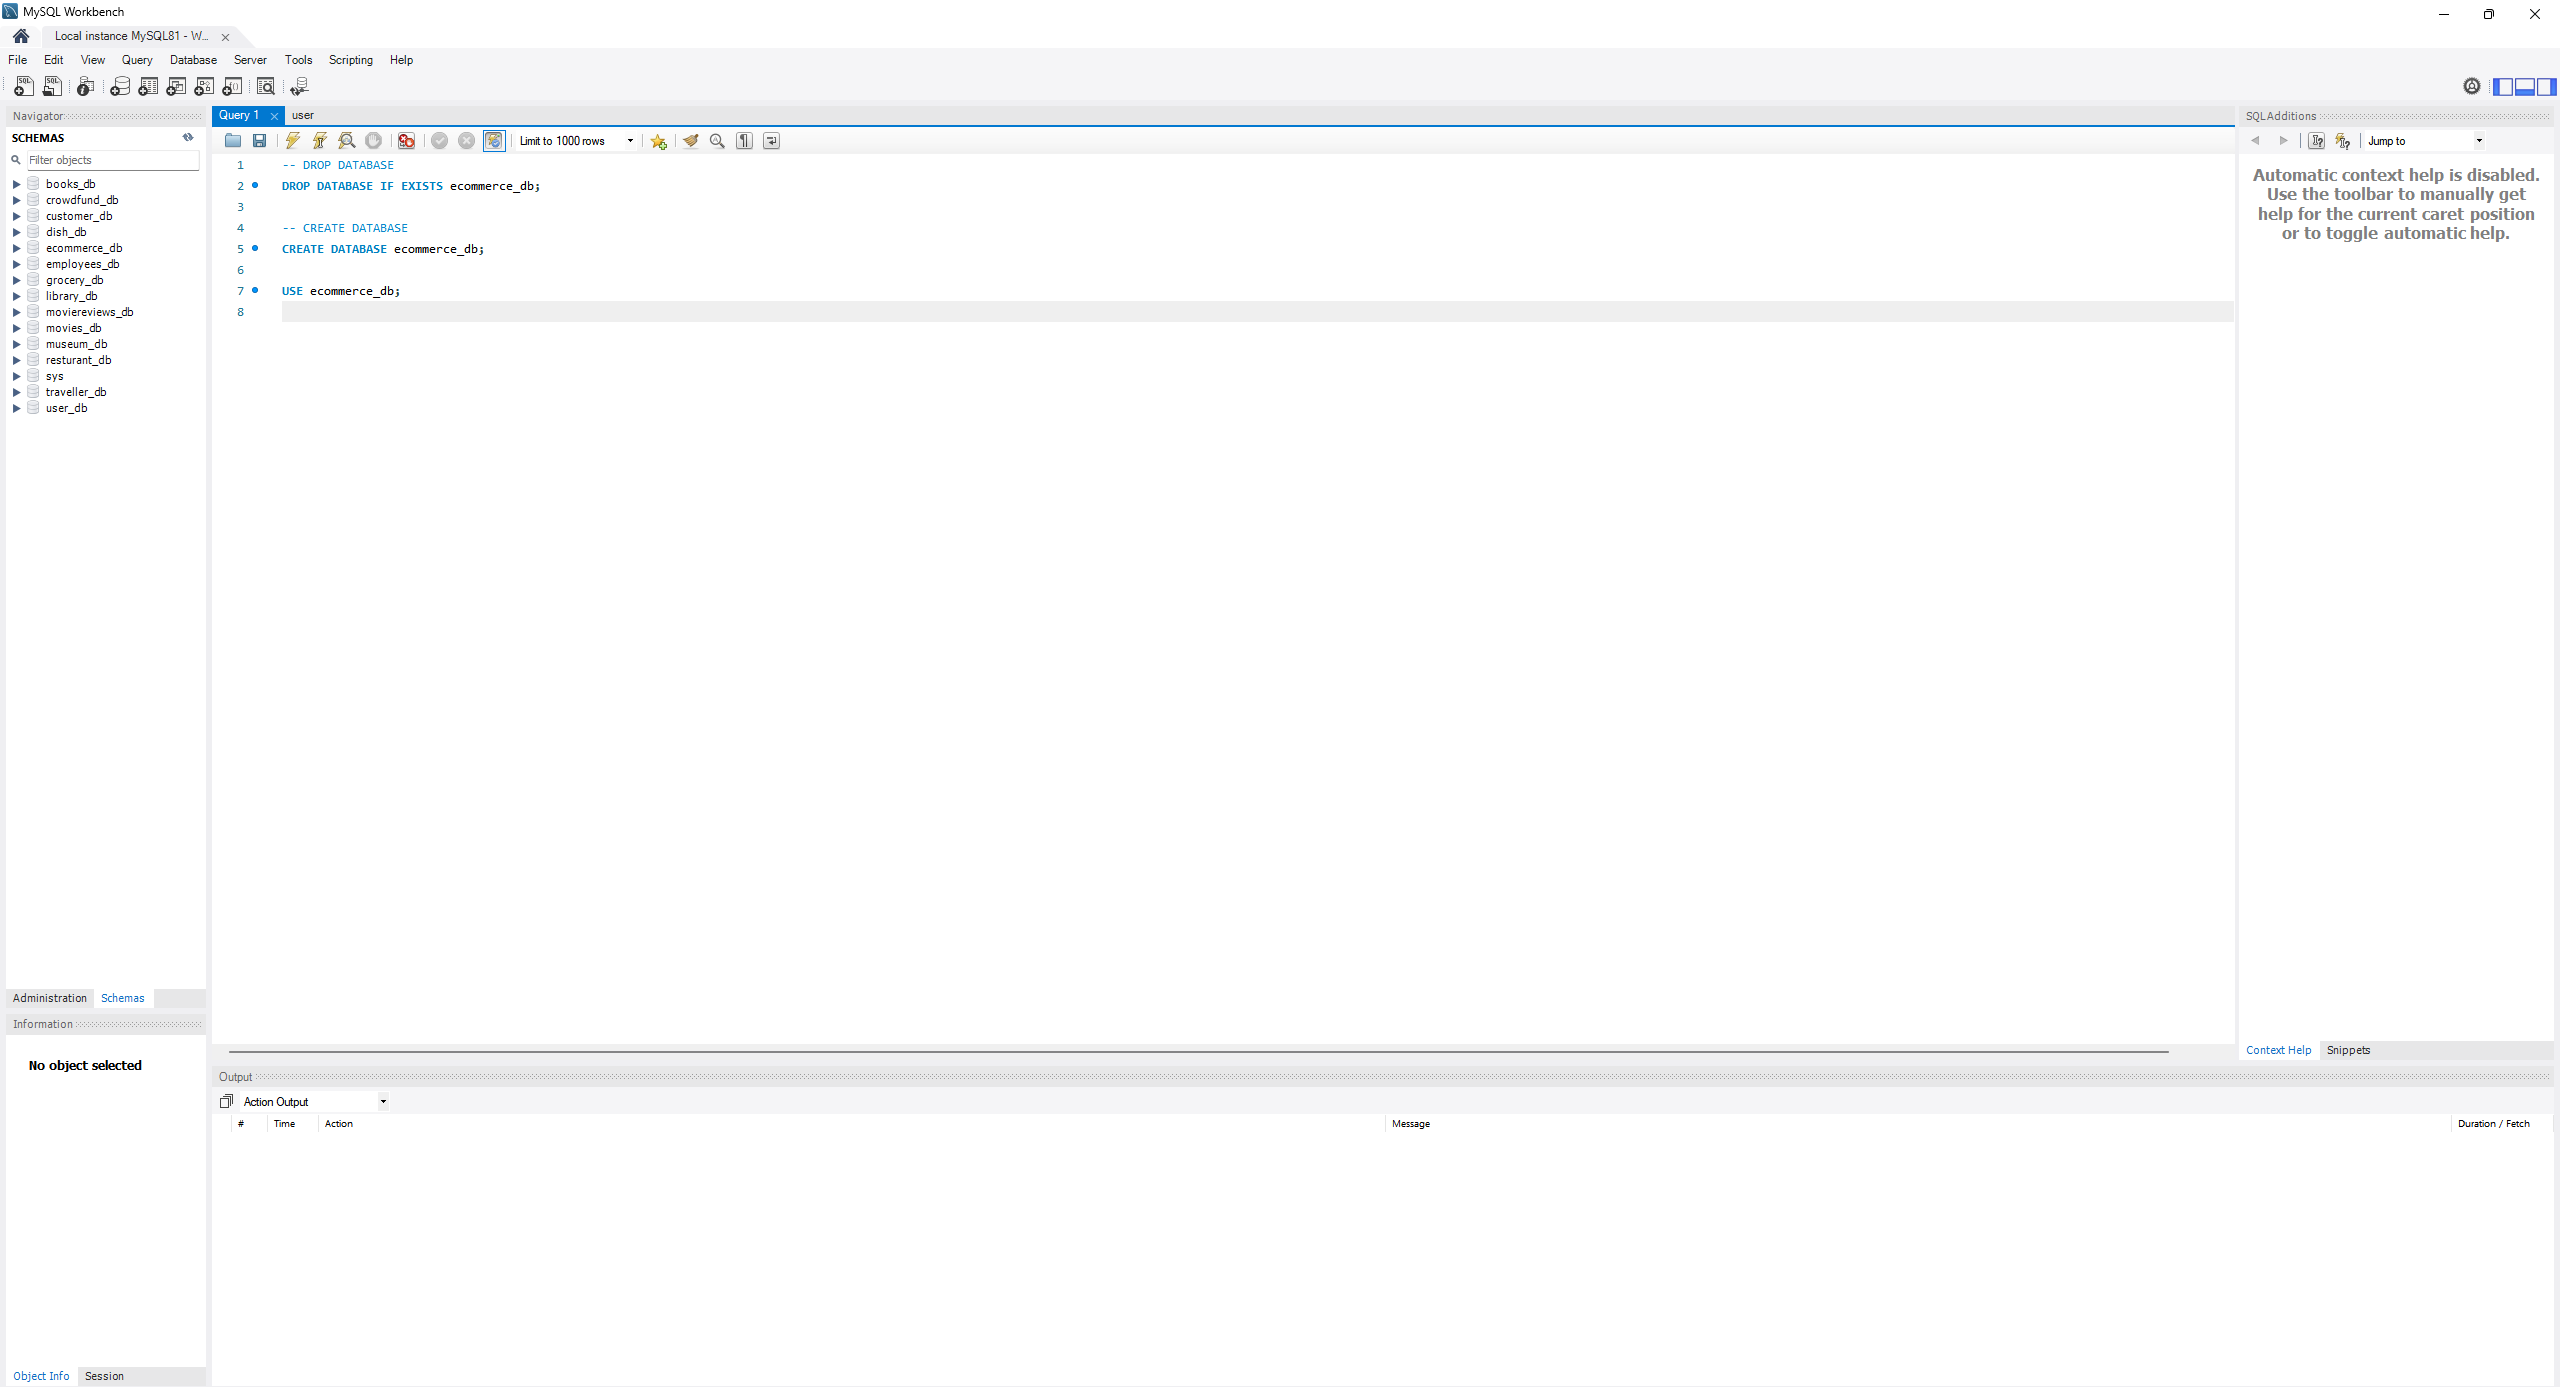 MySQL Workbench
Local instance MySQL81 - W...
File Edit View Query Database Server Tools Scripting Help
Navigator
SCHEMAS
Filter objects
books_db
crowdfund_db
customer_db
dish_db
ecommerce_db
employees_db
grocery_db
library_db
moviereviews_db
movies_db
museum_db
resturant_db
sys
traveller_db
user_db
Administration Schemas
Information
No object selected
Object Info Session
Query 1 user
Limit to 1000 rows
1 -- DROP DATABASE
2 DROP DATABASE IF EXISTS ecommerce_db;
3
4 -- CREATE DATABASE
5 CREATE DATABASE ecommerce_db;
6
7 USE ecommerce_db;
8
Output
Action Output
# Time Action Message Duration / Fetch
SQLAdditions
Jump to
Automatic context help is disabled.
Use the toolbar to manually get
help for the current caret position
or to toggle automatic help.
Context Help Snippets